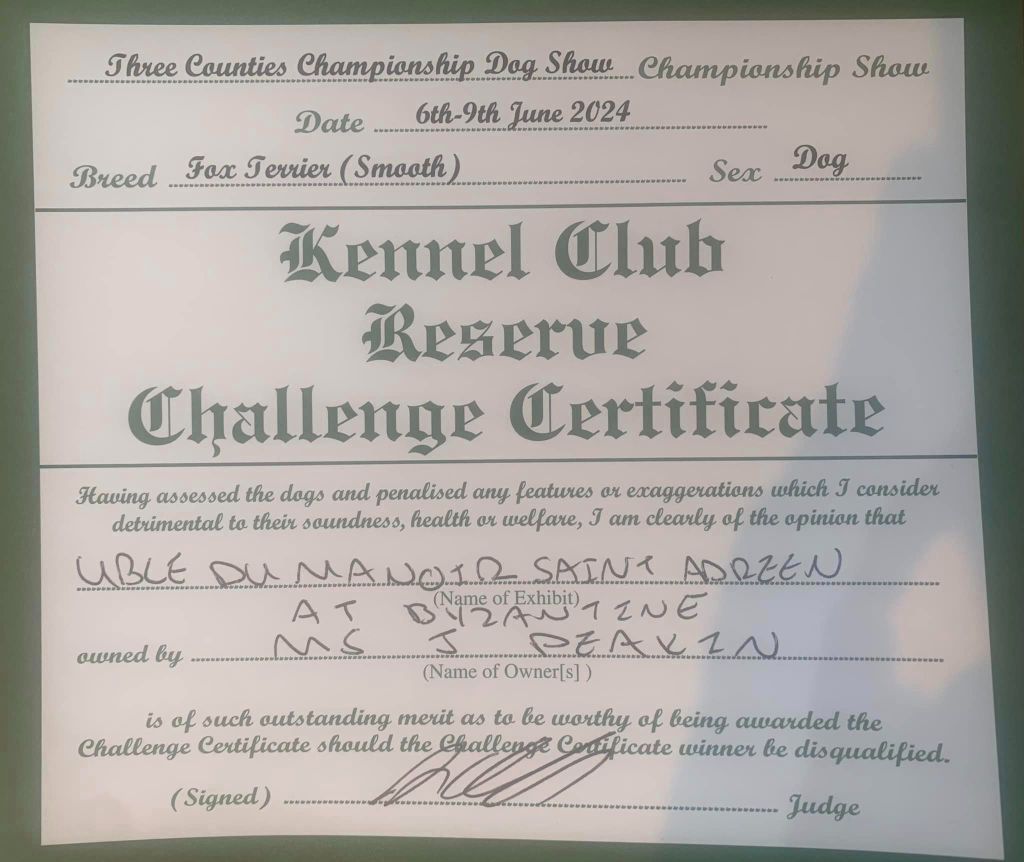 Three Counties Championship Dog Show Championship Show
Date 6th-9th June 2024
Breed Fox Terrier (Smooth) Sex Dog
Kennel Club
Reserve
Challenge Certificate
Having assessed the dogs and penalised any features or exaggerations which I consider
detrimental to their soundness, health or welfare, I am clearly of the opinion that
UBLE DU MANOIR SAINT ADRIEN
(Name of Exhibit)
AT BYZANTINE
owned by MS J DEAKIN
(Name of Owner[s] )
is of such outstanding merit as to be worthy of being awarded the
Challenge Certificate should the Challenge Certificate winner be disqualified.
(Signed) Judge